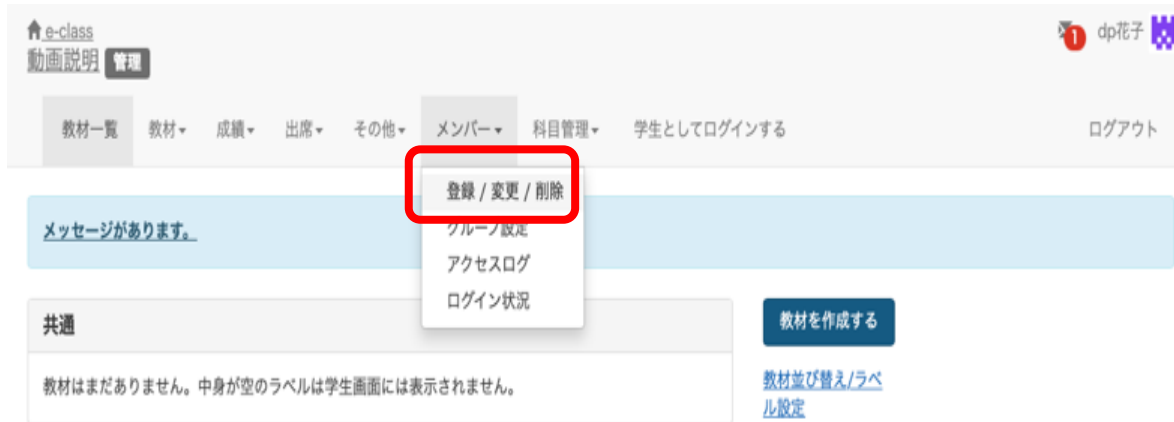 e-class
動画説明 管理
1 dp花子
教材一覧 教材 成績 出席 その他 メンバー 科目管理 学生としてログインする ログアウト
登録 / 変更 / 削除
グループ設定
アクセスログ
ログイン状況
メッセージがあります。
共通
教材はまだありません。中身が空のラベルは学生画面には表示されません。
教材を作成する
教材並び替え/ラベ
ル設定